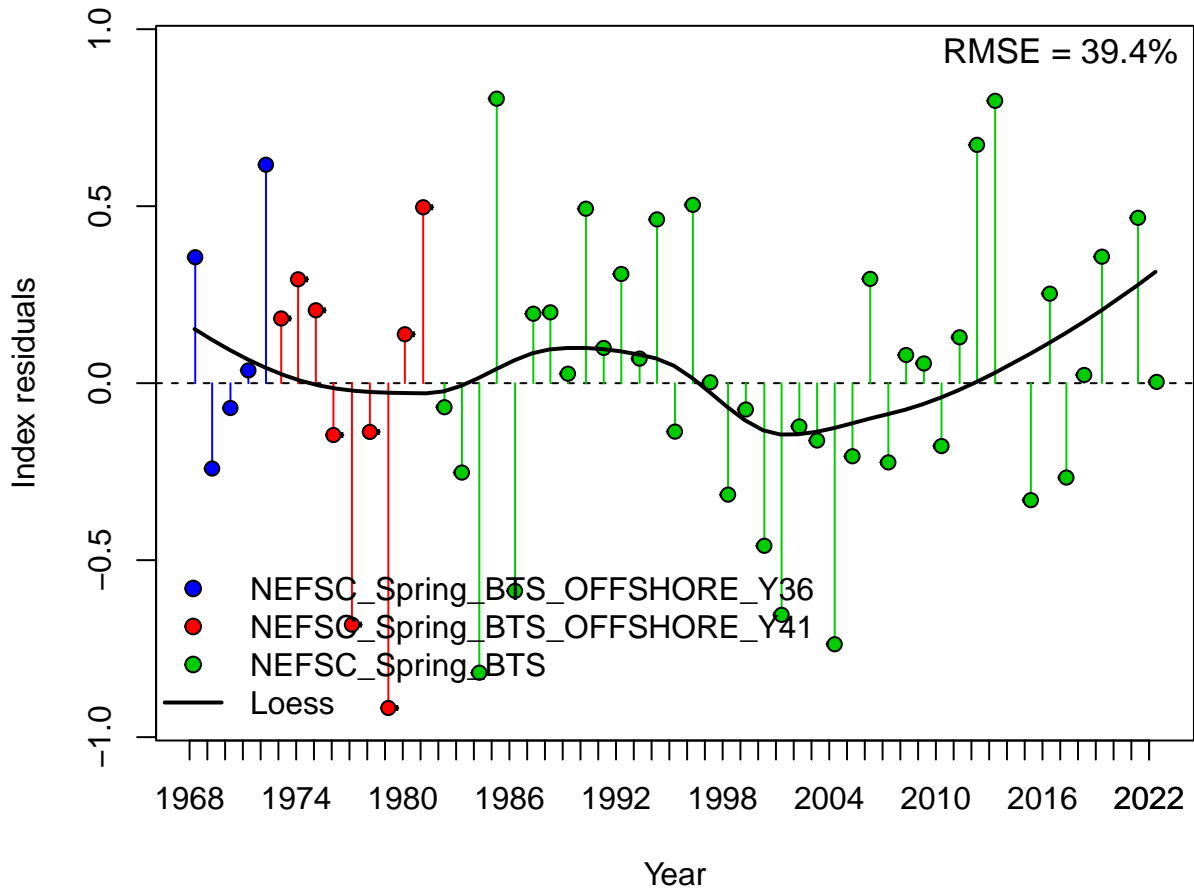 RMSE = 39.4%
1.0
0.5
0.0
−0.5
−1.0
Index residuals
NEFSC_Spring_BTS_OFFSHORE_Y36
NEFSC_Spring_BTS_OFFSHORE_Y41
NEFSC_Spring_BTS
Loess
1968 1974 1980 1986 1992 1998 2004 2010 2016 2022
Year